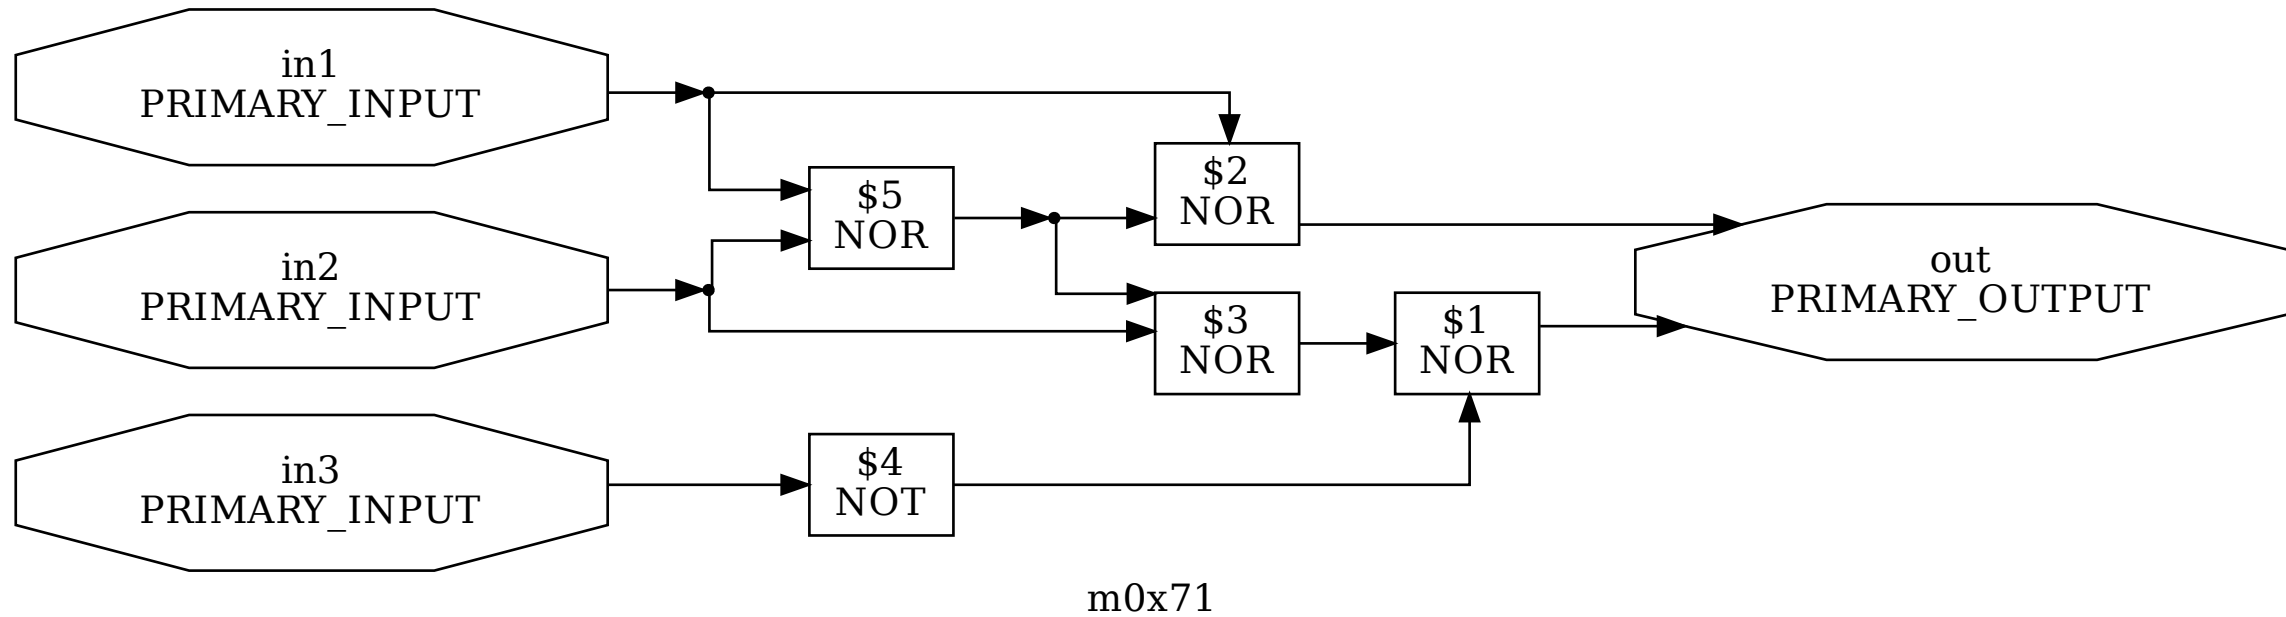 in1
PRIMARY_INPUT
$5
NOR
$2
NOR
in2
PRIMARY_INPUT
out
PRIMARY_OUTPUT
$3
NOR
$1
NOR
in3
PRIMARY_INPUT
$4
NOT
m0x71